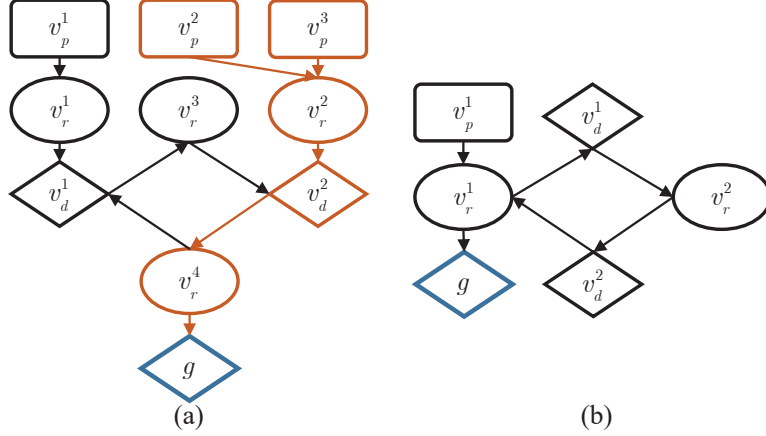 v_p^1 v_p^2 v_p^3
v_r^1 v_r^3 v_r^2
v_d^1 v_d^2
v_r^4
g
(a)
v_d^1
v_p^1
v_r^1 v_r^2
g v_d^2
(b)